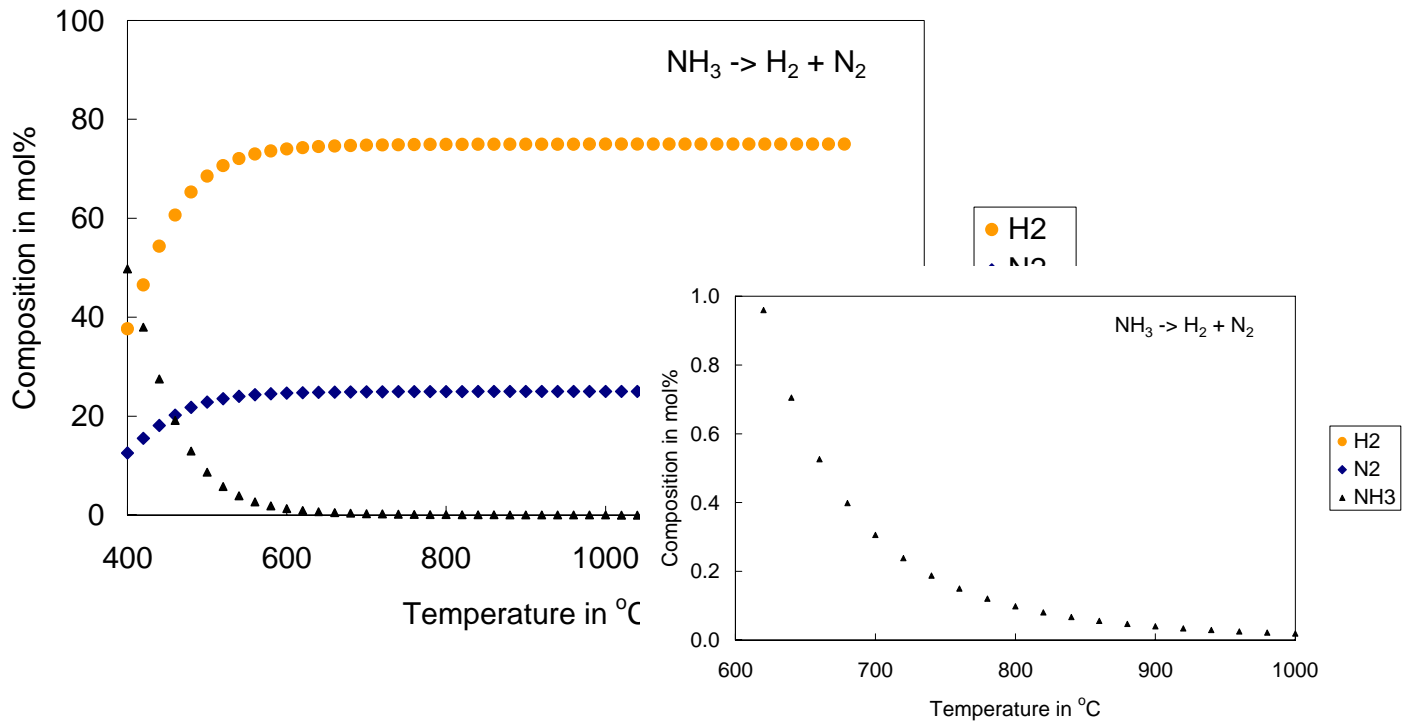 100
80
60
40
20
0
Composition in mol%
NH₃ -> H₂ + N₂
400
600
800
1000
Temperature in °C
H2
1.0
0.8
0.6
0.4
0.2
0.0
Composition in mol%
NH₃ -> H₂ + N₂
600
700
800
900
1000
Temperature in °C
H2
N2
NH3